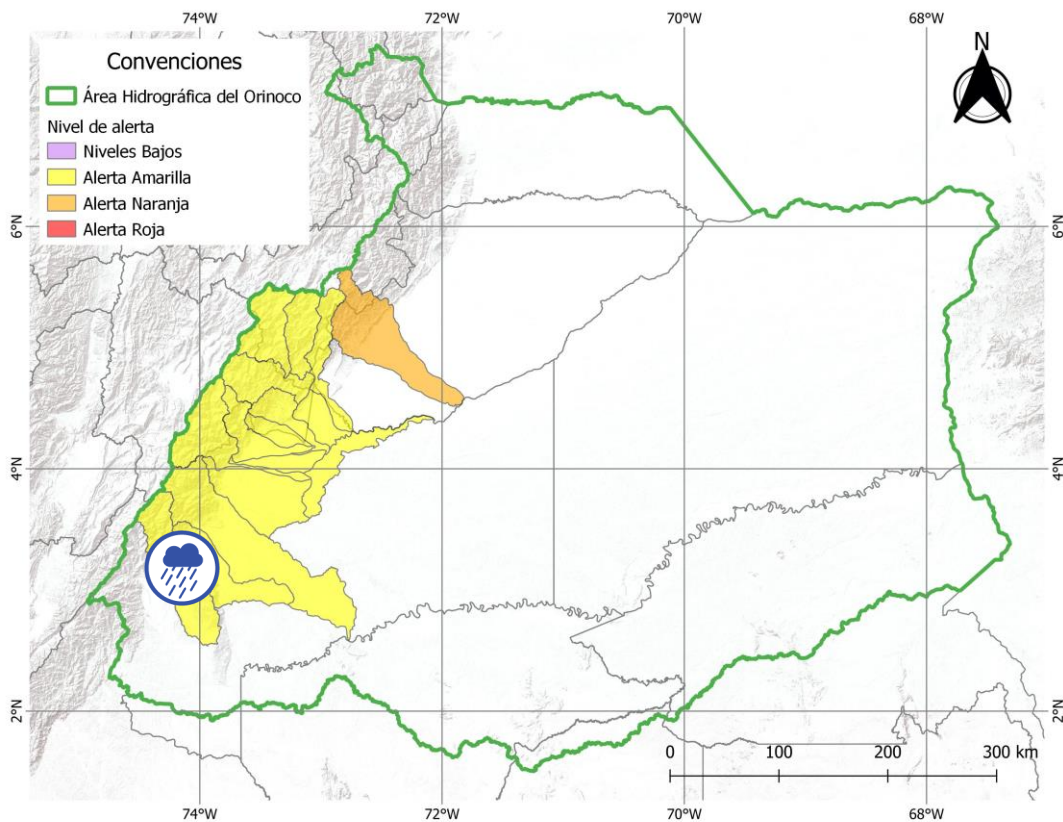 74°W 72°W 70°W 68°W
Convenciones
Área Hidrográfica del Orinoco
Nivel de alerta
Niveles Bajos
Alerta Amarilla
Alerta Naranja
Alerta Roja
N
6°N 6°N
4°N 4°N
2°N 2°N
0 100 200 300 km
74°W 72°W 70°W 68°W